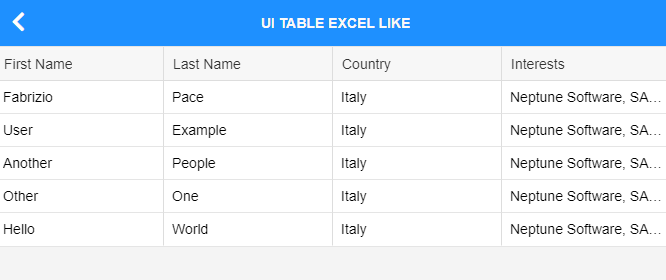 UI TABLE EXCEL LIKE
First Name Last Name Country Interests
Fabrizio Pace Italy Neptune Software, SA...
User Example Italy Neptune Software, SA...
Another People Italy Neptune Software, SA...
Other One Italy Neptune Software, SA...
Hello World Italy Neptune Software, SA...